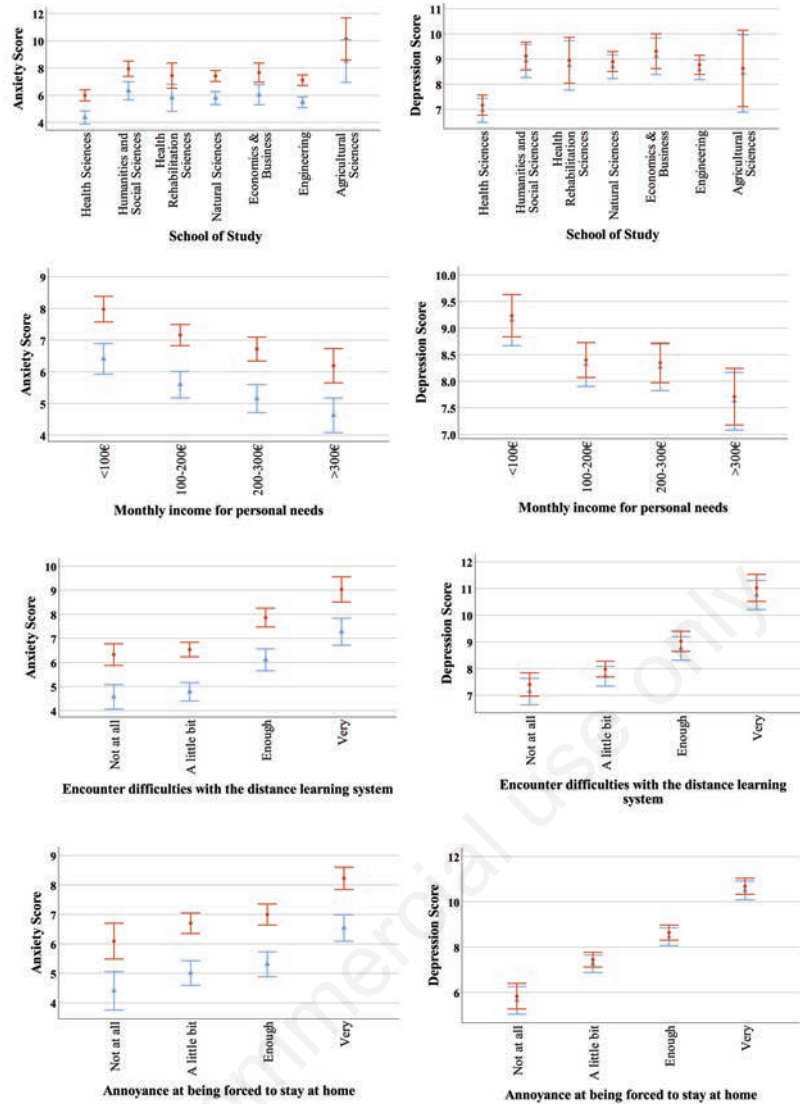 12
10
8
6
4
Anxiety Score
Health Sciences
Humanities and
Social Sciences
Health
Rehabilitation
Sciences
Natural Sciences
Economics &
Business
Engineering
Agricultural
Sciences
School of Study
11
10
9
8
7
Depression Score
Health Sciences
Humanities and
Social Sciences
Health
Rehabilitation
Sciences
Natural Sciences
Economics &
Business
Engineering
Agricultural
Sciences
School of Study
9
8
7
6
5
4
Anxiety Score
<100€
100-200€
200-300€
>300€
Monthly income for personal needs
10.0
9.5
9.0
8.5
8.0
7.5
7.0
Depression Score
<100€
100-200€
200-300€
>300€
Monthly income for personal needs
10
9
8
7
6
5
4
Anxiety Score
Not at all
A little bit
Enough
Very
Encounter difficulties with the distance learning system
12
11
10
9
8
7
Depression Score
Not at all
A little bit
Enough
Very
Encounter difficulties with the distance learning
system
9
8
7
6
5
4
Anxiety Score
Not at all
A little bit
Enough
Very
Annoyance at being forced to stay at home
12
10
8
6
Depression Score
Not at all
A little bit
Enough
Very
Annoyance at being forced to stay at home
use only